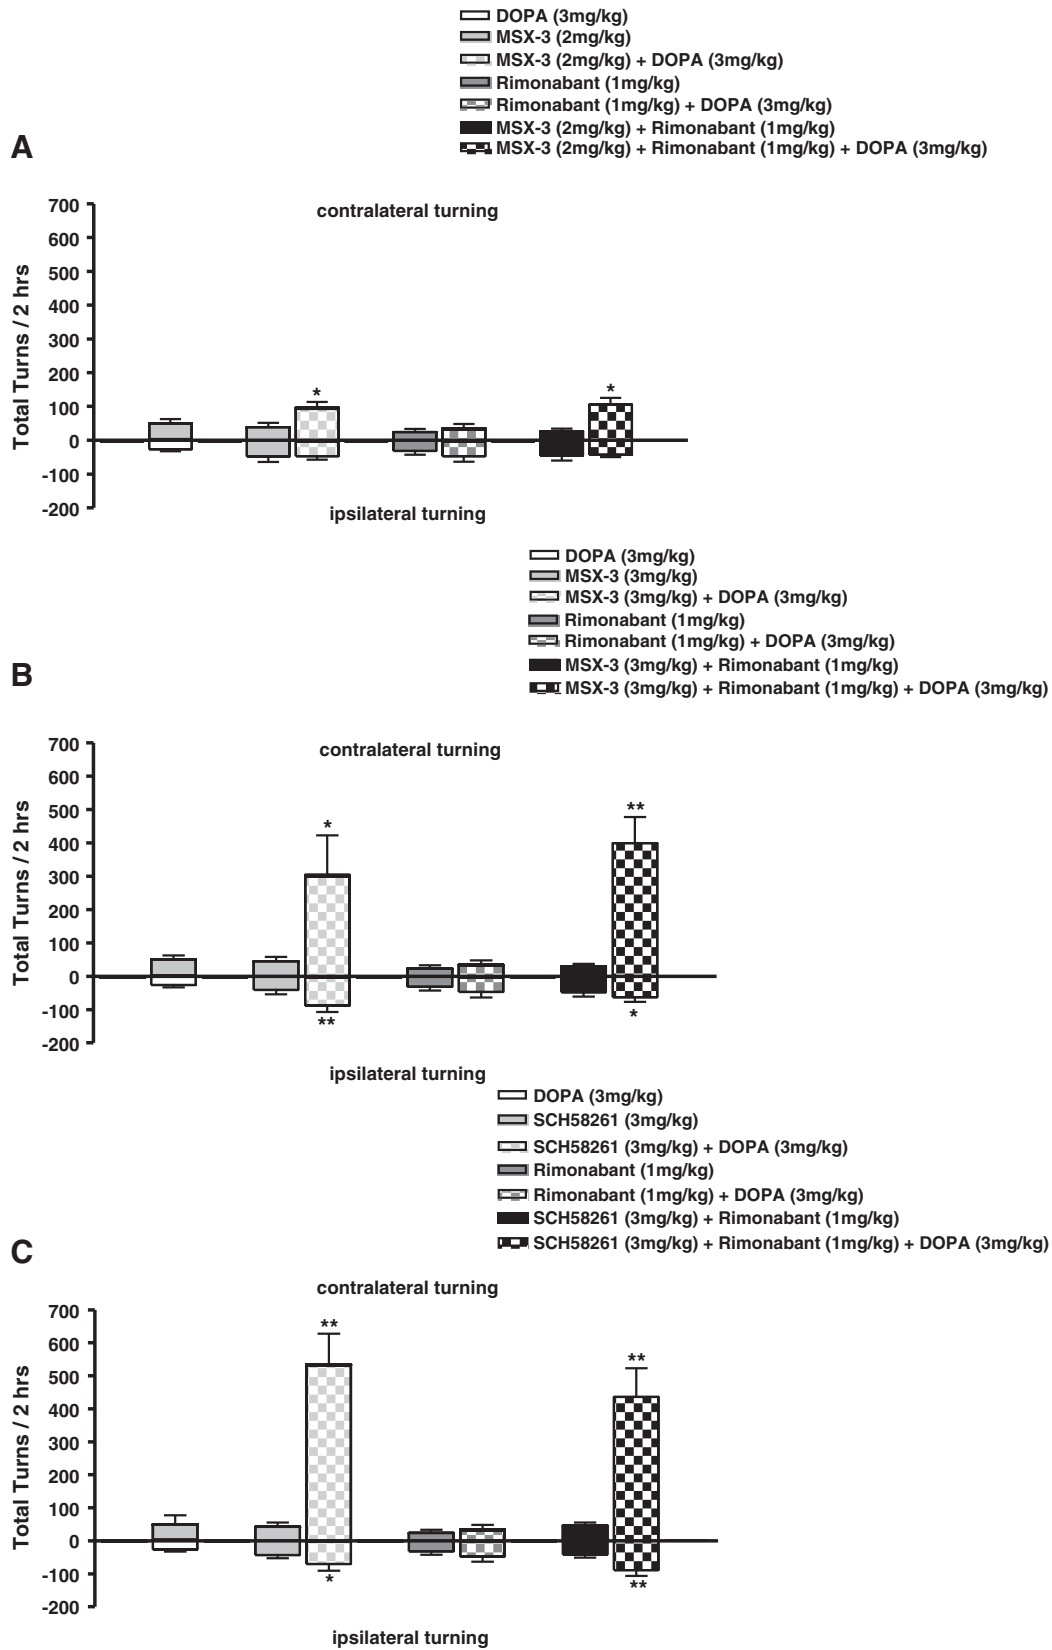 DOPA (3mg/kg)
MSX-3 (2mg/kg)
MSX-3 (2mg/kg) + DOPA (3mg/kg)
Rimonabant (1mg/kg)
Rimonabant (1mg/kg) + DOPA (3mg/kg)
MSX-3 (2mg/kg) + Rimonabant (1mg/kg)
MSX-3 (2mg/kg) + Rimonabant (1mg/kg) + DOPA (3mg/kg)
A
contralateral turning
Total Turns / 2 hrs
700
600
500
400
300
200
100
0
-100
-200
*
*
ipsilateral turning
DOPA (3mg/kg)
MSX-3 (3mg/kg)
MSX-3 (3mg/kg) + DOPA (3mg/kg)
Rimonabant (1mg/kg)
Rimonabant (1mg/kg) + DOPA (3mg/kg)
MSX-3 (3mg/kg) + Rimonabant (1mg/kg)
MSX-3 (3mg/kg) + Rimonabant (1mg/kg) + DOPA (3mg/kg)
B
contralateral turning
Total Turns / 2 hrs
700
600
500
400
300
200
100
0
-100
-200
*
**
**
*
ipsilateral turning
DOPA (3mg/kg)
SCH58261 (3mg/kg)
SCH58261 (3mg/kg) + DOPA (3mg/kg)
Rimonabant (1mg/kg)
Rimonabant (1mg/kg) + DOPA (3mg/kg)
SCH58261 (3mg/kg) + Rimonabant (1mg/kg)
SCH58261 (3mg/kg) + Rimonabant (1mg/kg) + DOPA (3mg/kg)
C
contralateral turning
Total Turns / 2 hrs
700
600
500
400
300
200
100
0
-100
-200
**
**
*
**
ipsilateral turning